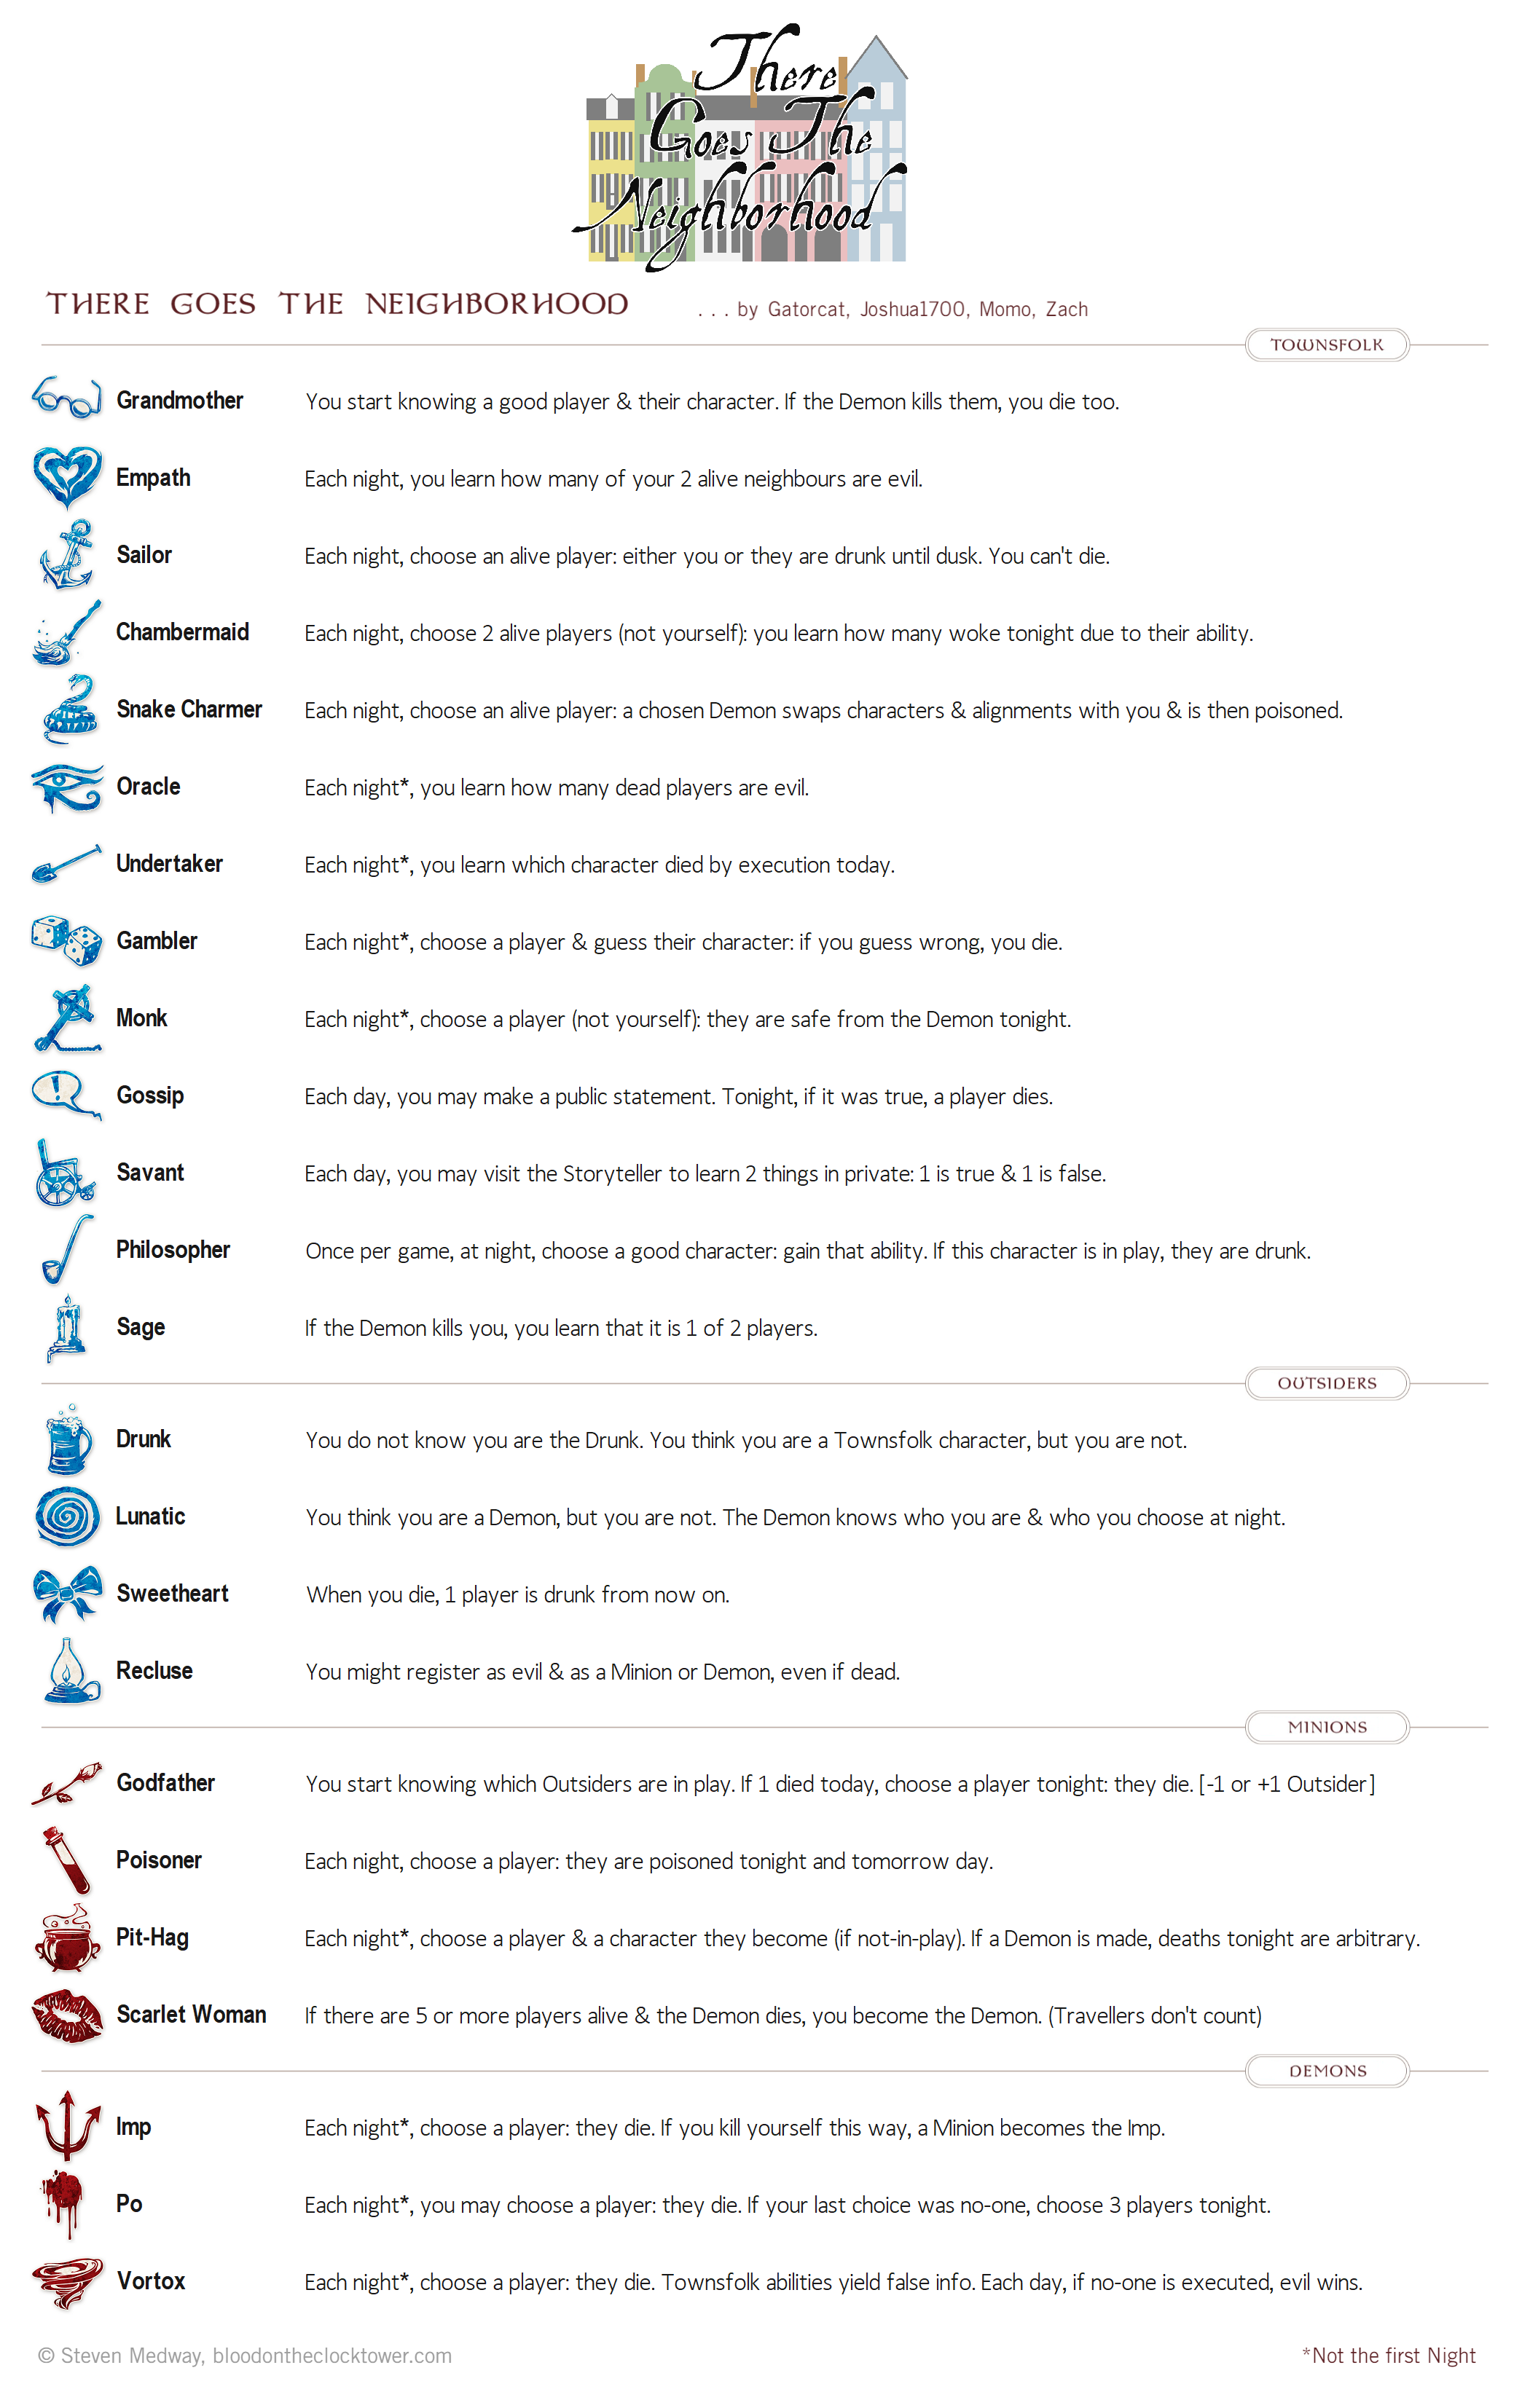 There
Goes The
Neighborhood
THERE GOES THE NEIGHBORHOOD . . . by Gatorcat, Joshua1700, Momo, Zach
TOWNSFOLK
Grandmother You start knowing a good player & their character. If the Demon kills them, you die too.
Empath Each night, you learn how many of your 2 alive neighbours are evil.
Sailor Each night, choose an alive player: either you or they are drunk until dusk. You can't die.
Chambermaid Each night, choose 2 alive players (not yourself): you learn how many woke tonight due to their ability.
Snake Charmer Each night, choose an alive player: a chosen Demon swaps characters & alignments with you & is then poisoned.
Oracle Each night*, you learn how many dead players are evil.
Undertaker Each night*, you learn which character died by execution today.
Gambler Each night*, choose a player & guess their character: if you guess wrong, you die.
Monk Each night*, choose a player (not yourself): they are safe from the Demon tonight.
Gossip Each day, you may make a public statement. Tonight, if it was true, a player dies.
Savant Each day, you may visit the Storyteller to learn 2 things in private: 1 is true & 1 is false.
Philosopher Once per game, at night, choose a good character: gain that ability. If this character is in play, they are drunk.
Sage If the Demon kills you, you learn that it is 1 of 2 players.
OUTSIDERS
Drunk You do not know you are the Drunk. You think you are a Townsfolk character, but you are not.
Lunatic You think you are a Demon, but you are not. The Demon knows who you are & who you choose at night.
Sweetheart When you die, 1 player is drunk from now on.
Recluse You might register as evil & as a Minion or Demon, even if dead.
MINIONS
Godfather You start knowing which Outsiders are in play. If 1 died today, choose a player tonight: they die. [-1 or +1 Outsider]
Poisoner Each night, choose a player: they are poisoned tonight and tomorrow day.
Pit-Hag Each night*, choose a player & a character they become (if not-in-play). If a Demon is made, deaths tonight are arbitrary.
Scarlet Woman If there are 5 or more players alive & the Demon dies, you become the Demon. (Travellers don't count)
DEMONS
Imp Each night*, choose a player: they die. If you kill yourself this way, a Minion becomes the Imp.
Po Each night*, you may choose a player: they die. If your last choice was no-one, choose 3 players tonight.
Vortox Each night*, choose a player: they die. Townsfolk abilities yield false info. Each day, if no-one is executed, evil wins.
© Steven Medway, bloodontheclocktower.com *Not the first Night